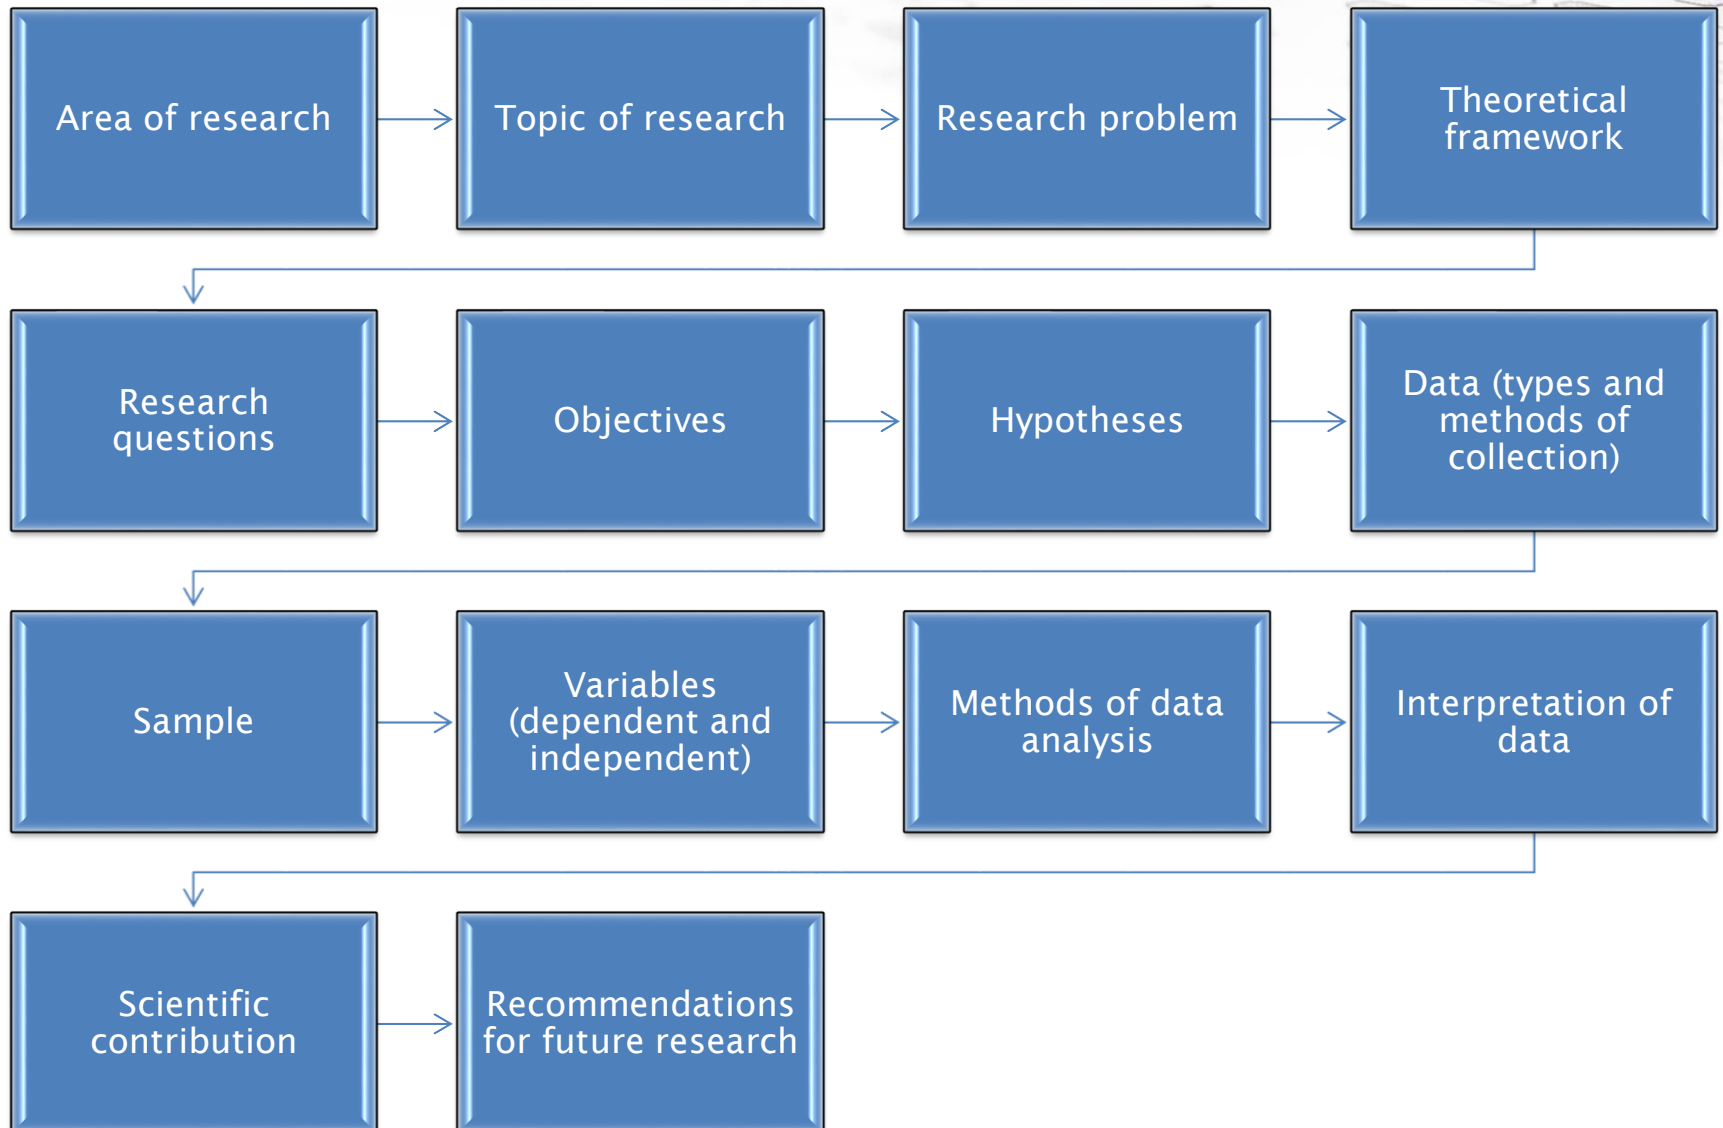 Area of research
Topic of research
Research problem
Theoretical
framework
Research
questions
Objectives
Hypotheses
Data (types and
methods of
collection)
Sample
Variables
(dependent and
independent)
Methods of data
analysis
Interpretation of
data
Scientific
contribution
Recommendations
for future research